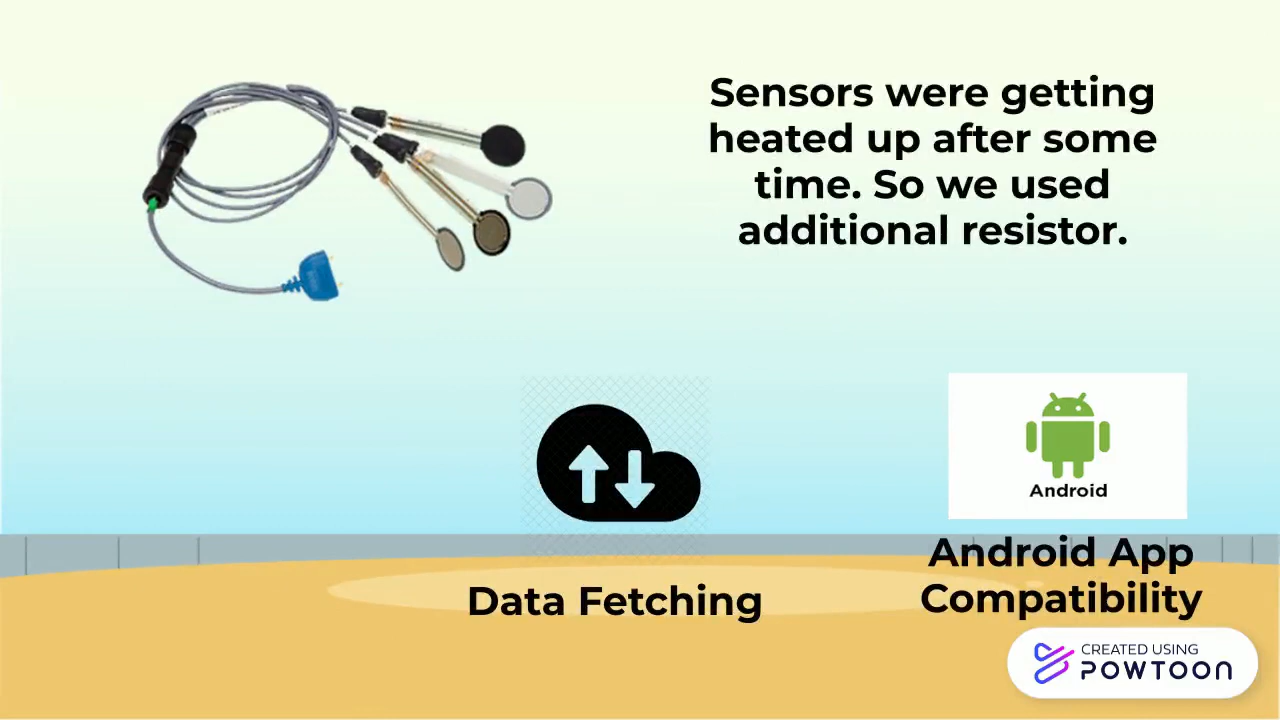 Sensors were getting
heated up after some
time. So we used
additional resistor.
Android
Data Fetching
Android App
Compatibility
CREATED USING
POWTOON